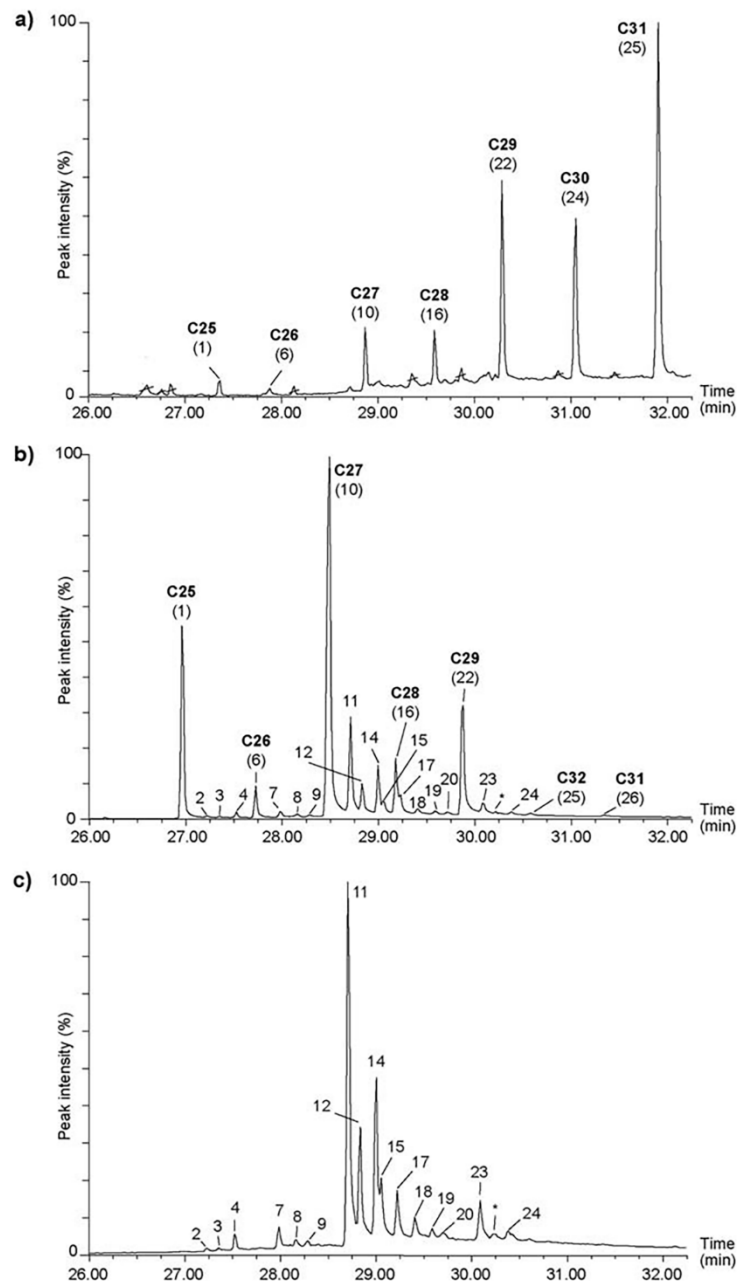 a)
100
Peak intensity (%)
0
C25
(1)
C26
(6)
C27
(10)
C28
(16)
C29
(22)
C30
(24)
C31
(25)
26.00 27.00 28.00 29.00 30.00 31.00 32.00
Time
(min)
b)
100
Peak intensity (%)
0
C25
(1)
2 3 4
C26
(6)
7 8 9
C27
(10)
11
12
14
C28
(16)
15
17
18
19
20
C29
(22)
23
*
24
C32
(25)
C31
(26)
26.00 27.00 28.00 29.00 30.00 31.00 32.00
Time
(min)
c)
100
Peak intensity (%)
0
2
3
4
7
8
9
11
12
14
15
17
18
19
20
23
*
24
26.00 27.00 28.00 29.00 30.00 31.00 32.00
Time
(min)